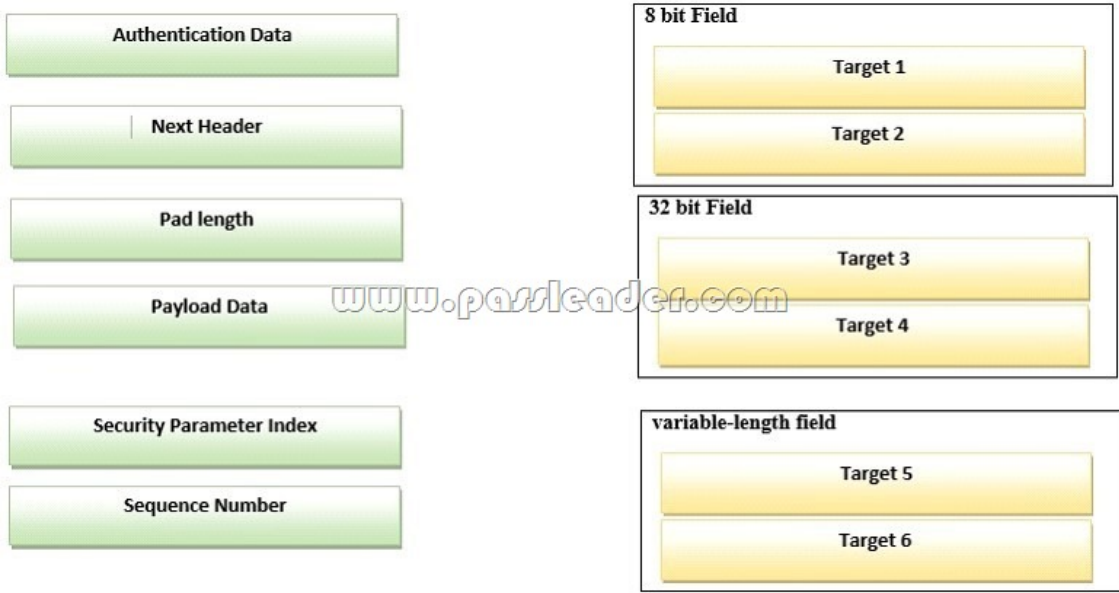 Authentication Data
Next Header
Pad length
Payload Data
Security Parameter Index
Sequence Number
www.passleader.com
8 bit Field
Target 1
Target 2
32 bit Field
Target 3
Target 4
variable-length field
Target 5
Target 6